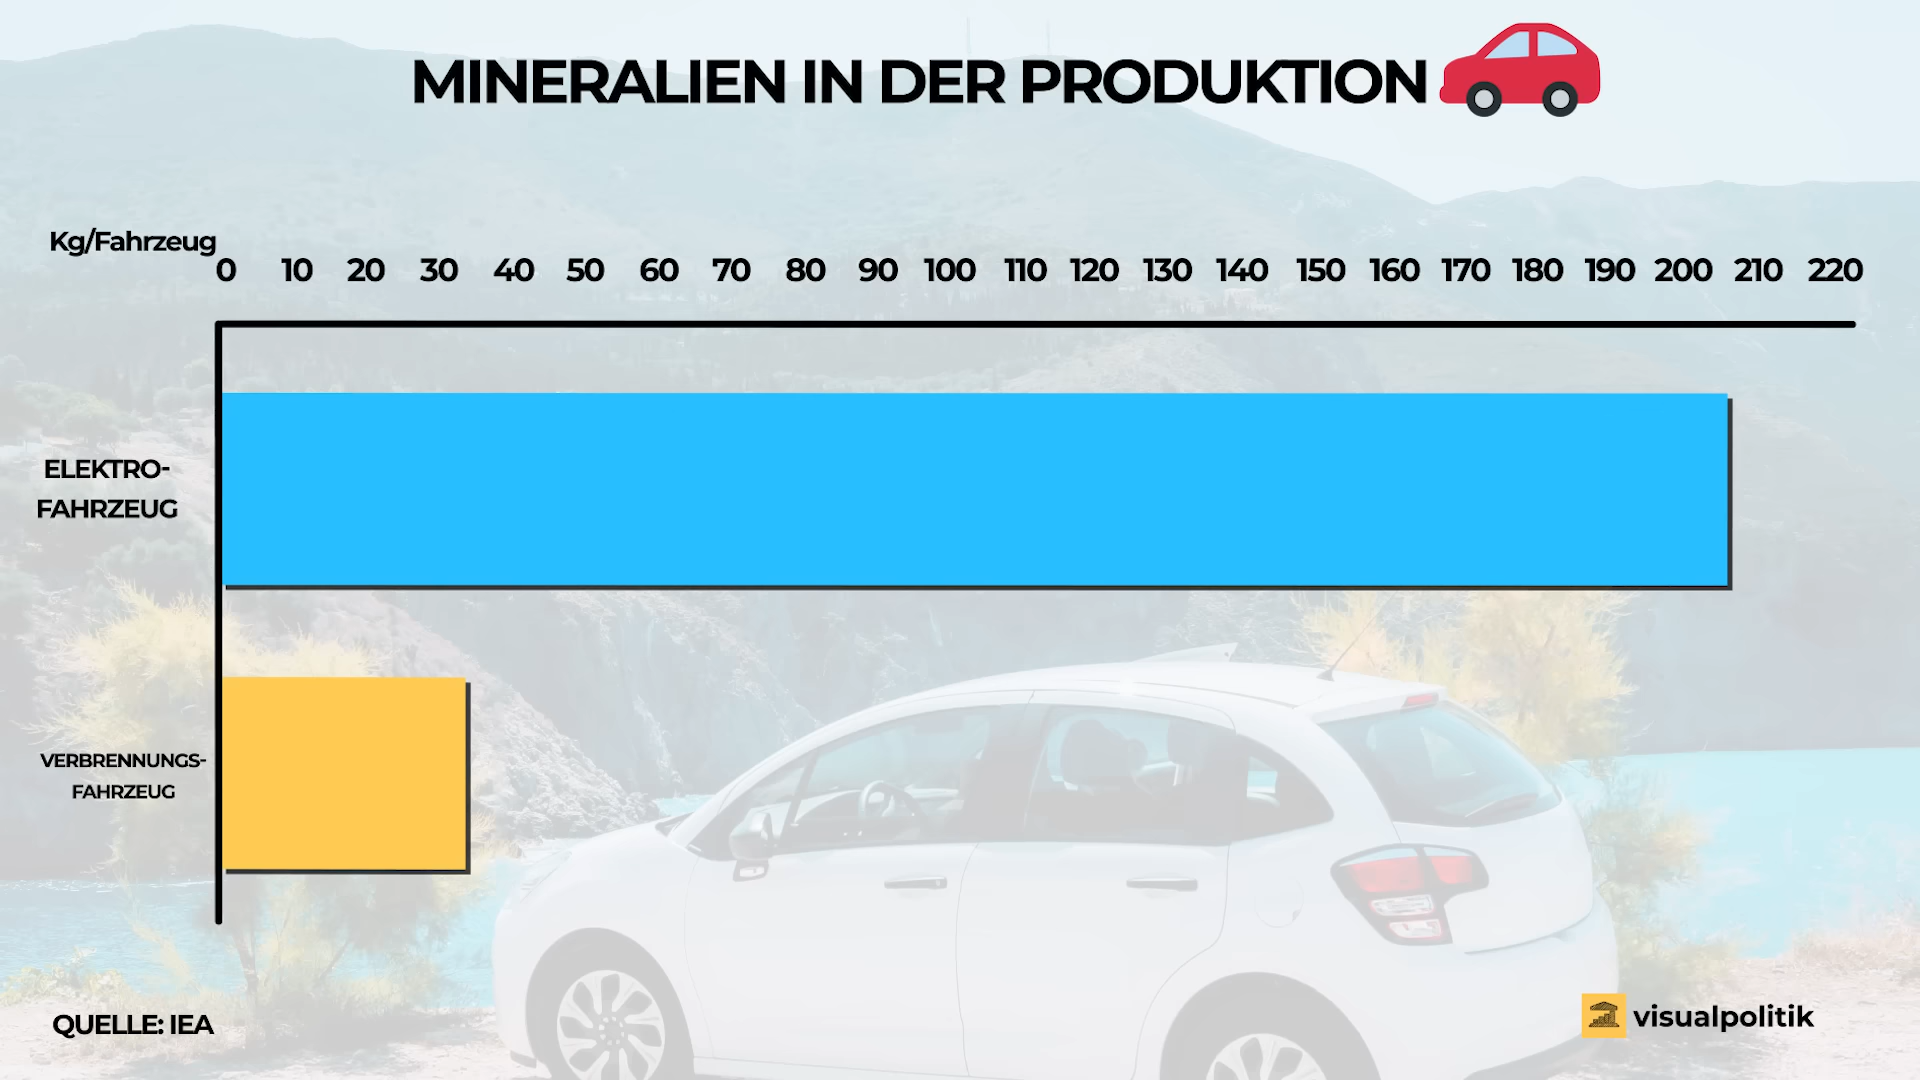 MINERALIEN IN DER PRODUKTION
Kg/Fahrzeug
0 10 20 30 40 50 60 70 80 90 100 110 120 130 140 150 160 170 180 190 200 210 220
ELEKTRO-
FAHRZEUG
VERBRENNUNGS-
FAHRZEUG
QUELLE: IEA
visualpolitik